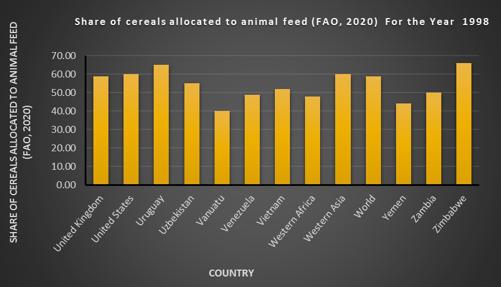 Share of cereals allocated to animal feed (FAO, 2020) For the Year 1998
SHARE OF CEREALS ALLOCATED TO ANIMAL FEED
(FAO, 2020)
70.00
60.00
50.00
40.00
30.00
20.00
10.00
0.00
United Kingdom
United States
Uruguay
Uzbekistan
Vanuatu
Venezuela
Vietnam
Western Africa
Western Asia
World
Yemen
Zambia
Zimbabwe
COUNTRY